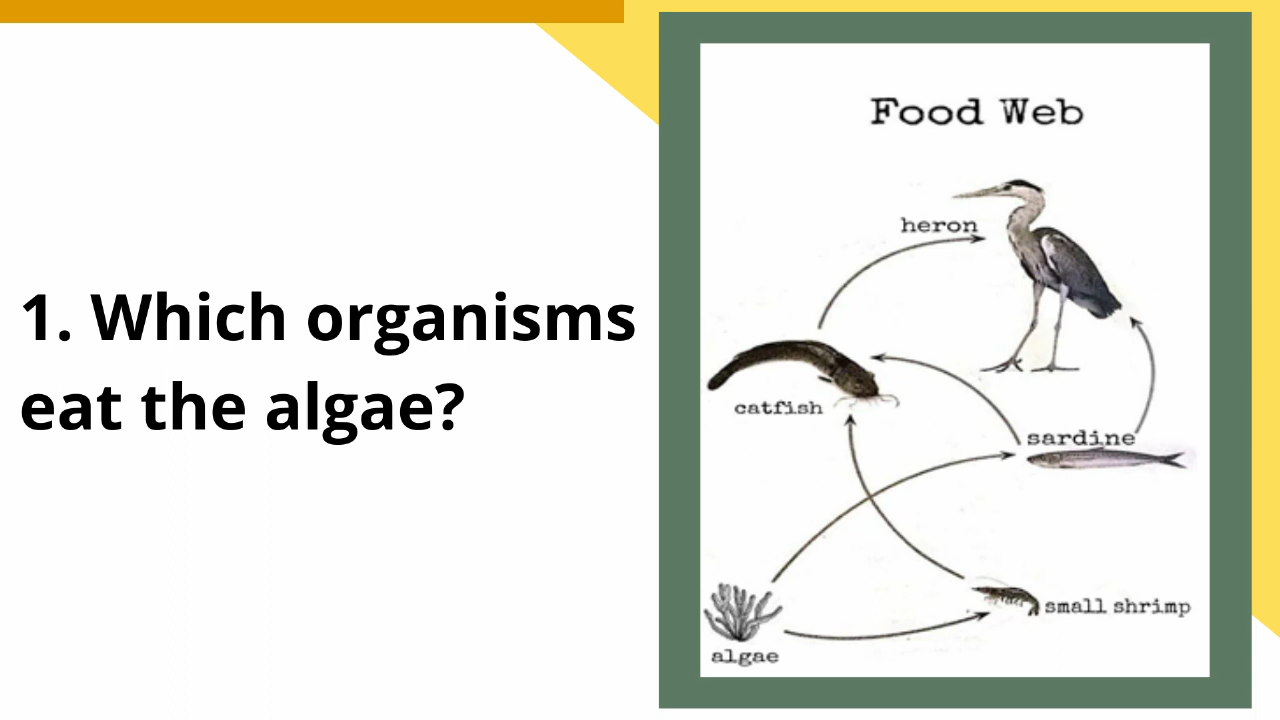 1. Which organisms
eat the algae?
Food Web
heron
catfish
sardine
small shrimp
algae